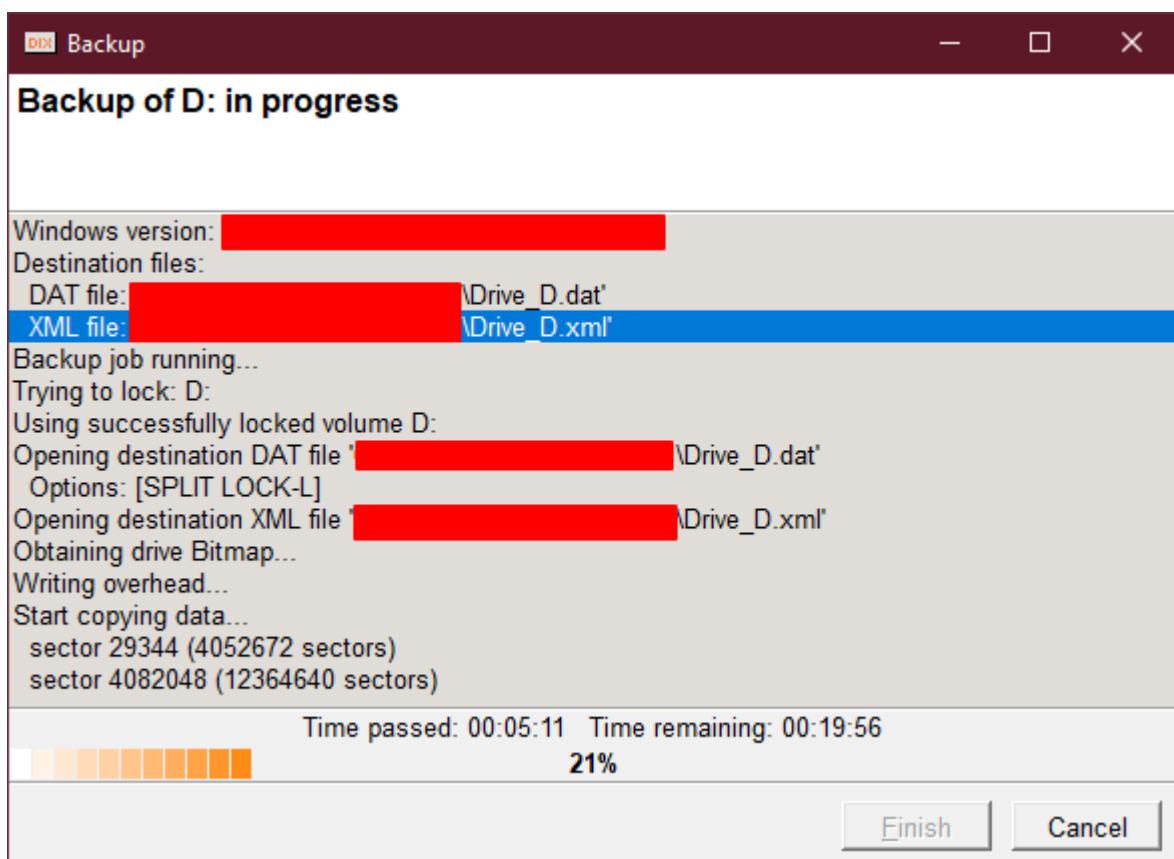 DIX Backup
Backup of D: in progress
Windows version:
Destination files:
DAT file: \Drive_D.dat'
XML file: \Drive_D.xml'
Backup job running...
Trying to lock: D:
Using successfully locked volume D:
Opening destination DAT file ' \Drive_D.dat'
Options: [SPLIT LOCK-L]
Opening destination XML file ' \Drive_D.xml'
Obtaining drive Bitmap...
Writing overhead...
Start copying data...
sector 29344 (4052672 sectors)
sector 4082048 (12364640 sectors)
Time passed: 00:05:11 Time remaining: 00:19:56
21%
Finish Cancel